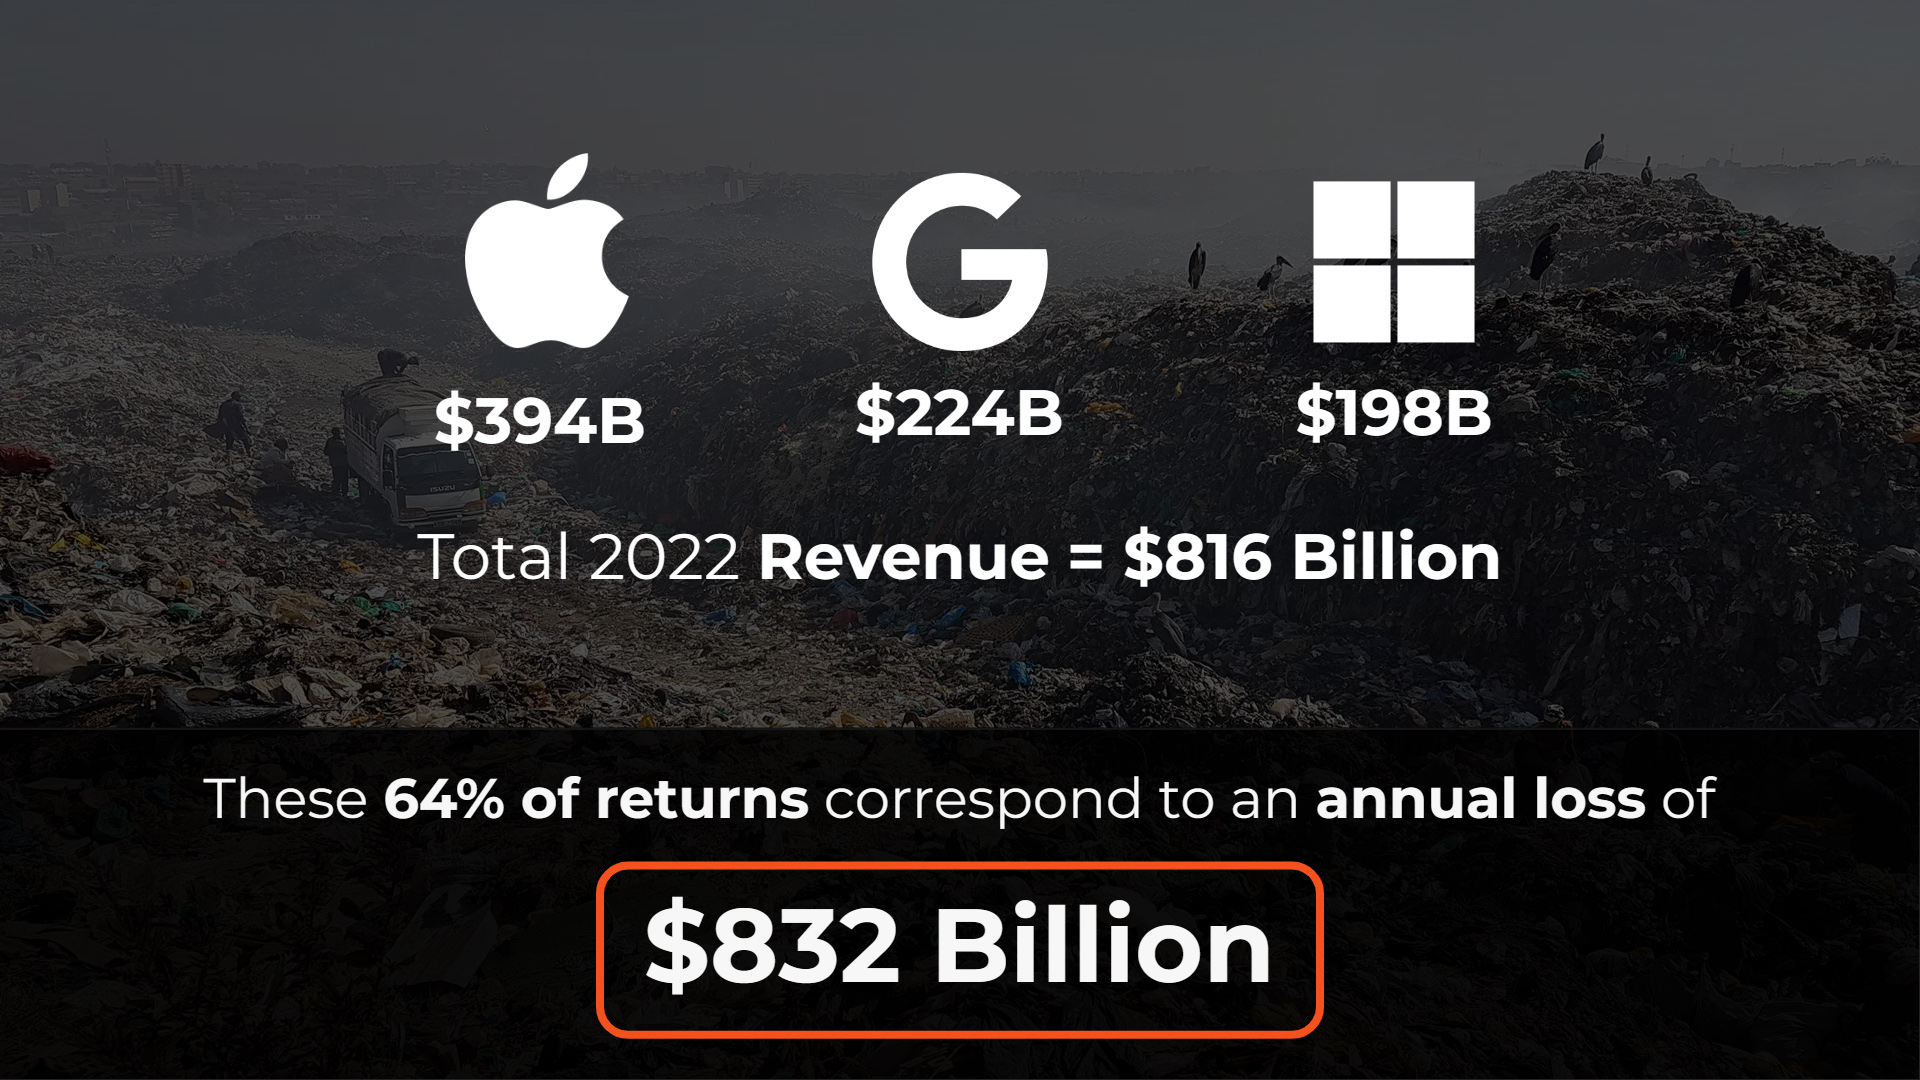 $394B
$224B
$198B
ISUZU
Total 2022 Revenue = $816 Billion
These 64% of returns correspond to an annual loss of
$832 Billion